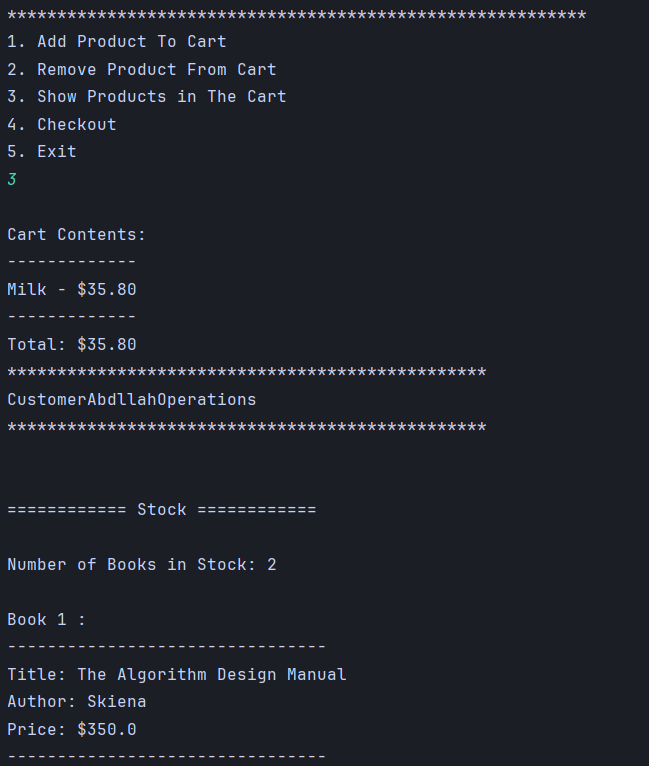 **********************************************************
1. Add Product To Cart
2. Remove Product From Cart
3. Show Products in The Cart
4. Checkout
5. Exit
3
Cart Contents:
-------------
Milk - $35.80
-------------
Total: $35.80
************************************************
CustomerAbdllahOperations
************************************************
============ Stock ============
Number of Books in Stock: 2
Book 1 :
--------------------------------
Title: The Algorithm Design Manual
Author: Skiena
Price: $350.0
--------------------------------